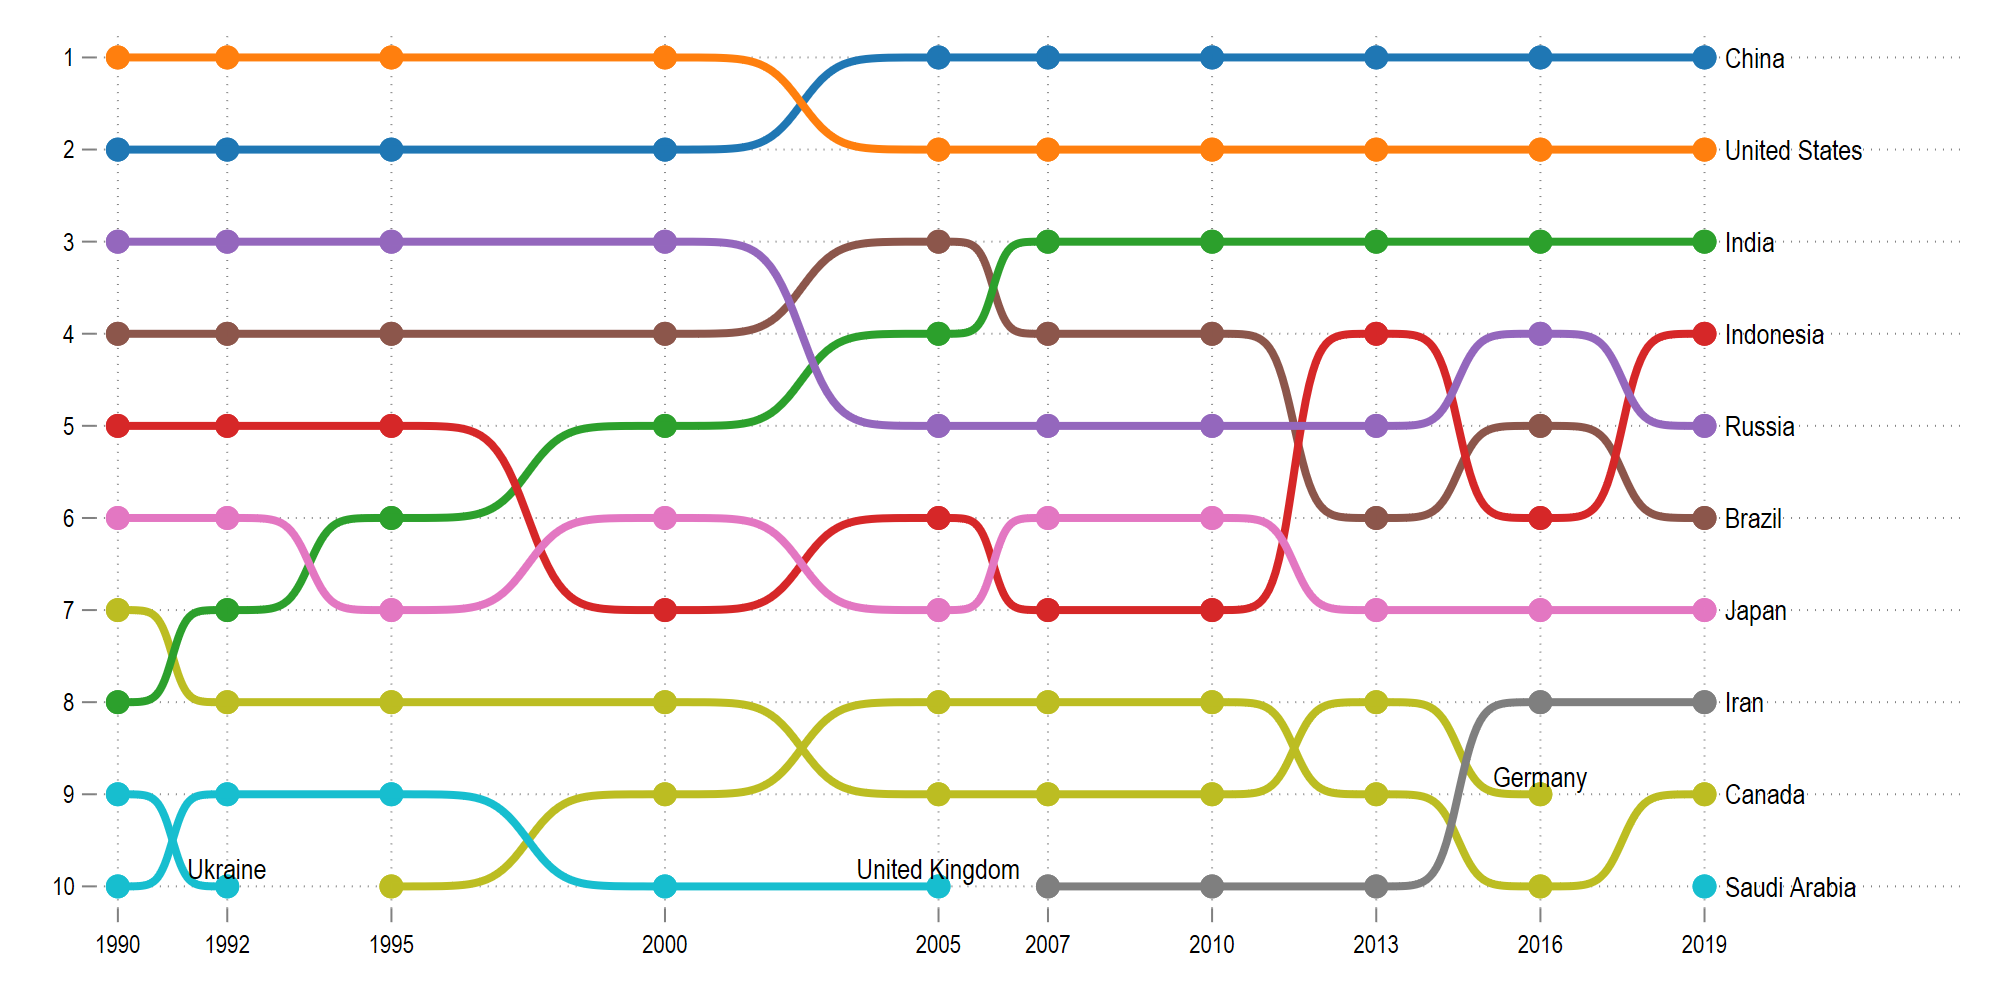 1
China
2
United States
3
India
4
Indonesia
5
Russia
6
Brazil
7
Japan
8
Iran
Germany
9
Canada
Ukraine
United Kingdom
10
Saudi Arabia
1990 1992 1995 2000 2005 2007 2010 2013 2016 2019